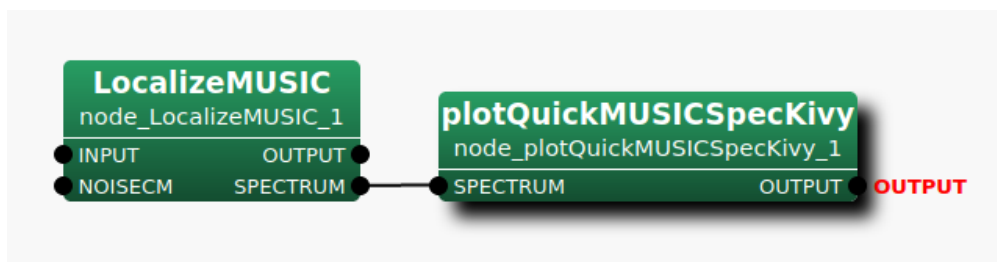 LocalizeMUSIC
node_LocalizeMUSIC_1
INPUT OUTPUT
NOISECM SPECTRUM
plotQuickMUSICSpecKivy
node_plotQuickMUSICSpecKivy_1
SPECTRUM OUTPUT OUTPUT